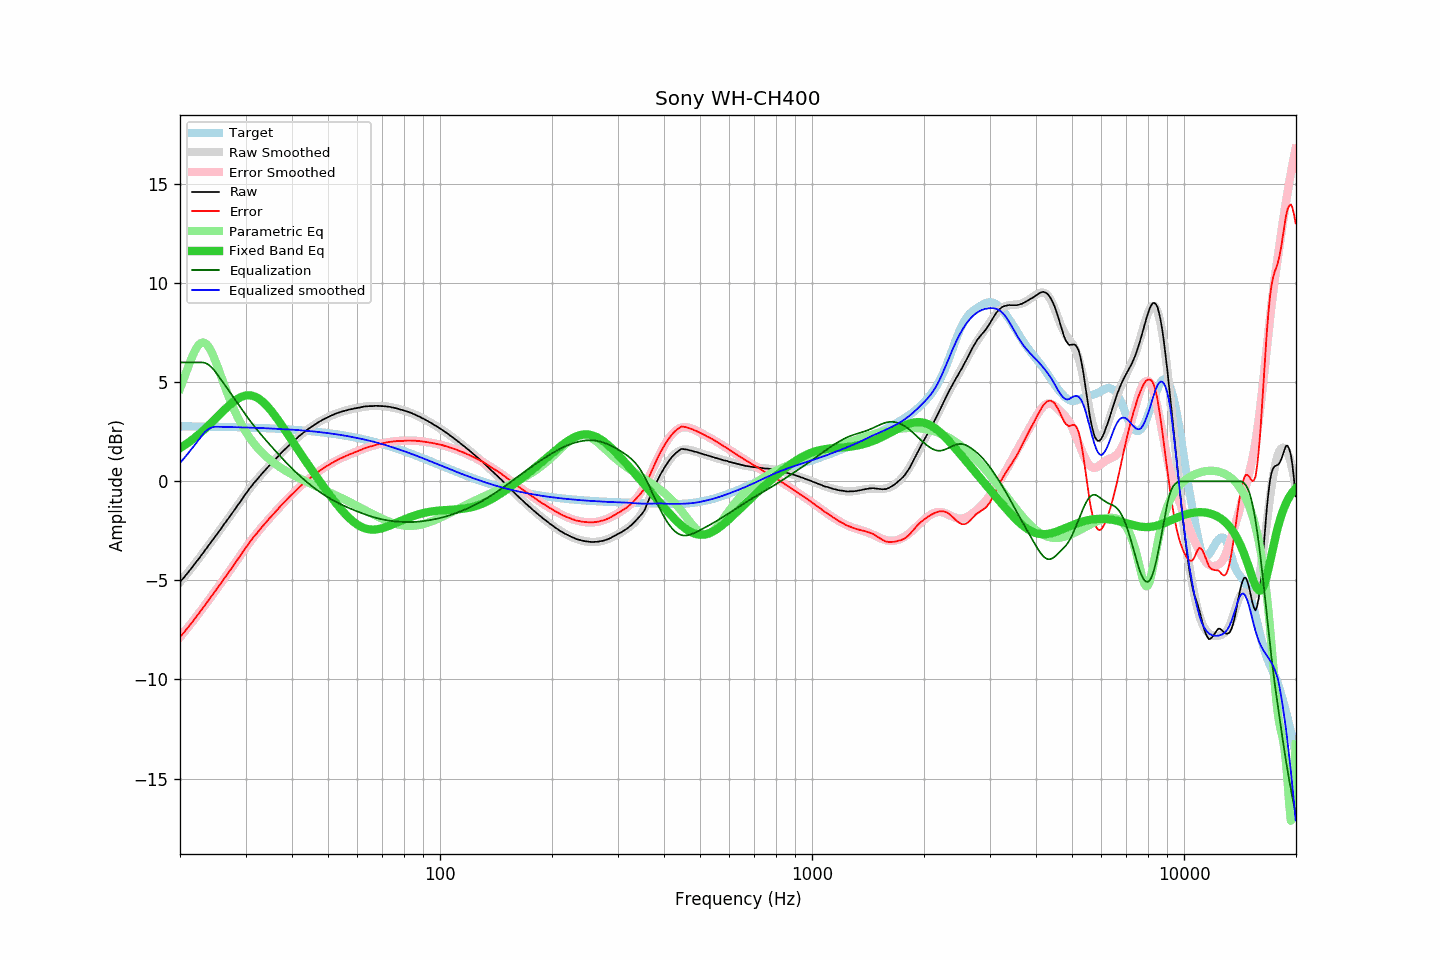 Sony WH-CH400
Target
Raw Smoothed
Error Smoothed
Raw
Error
Parametric Eq
Fixed Band Eq
Equalization
Equalized smoothed
15
10
5
0
−5
−10
−15
Amplitude (dBr)
100
1000
10000
Frequency (Hz)